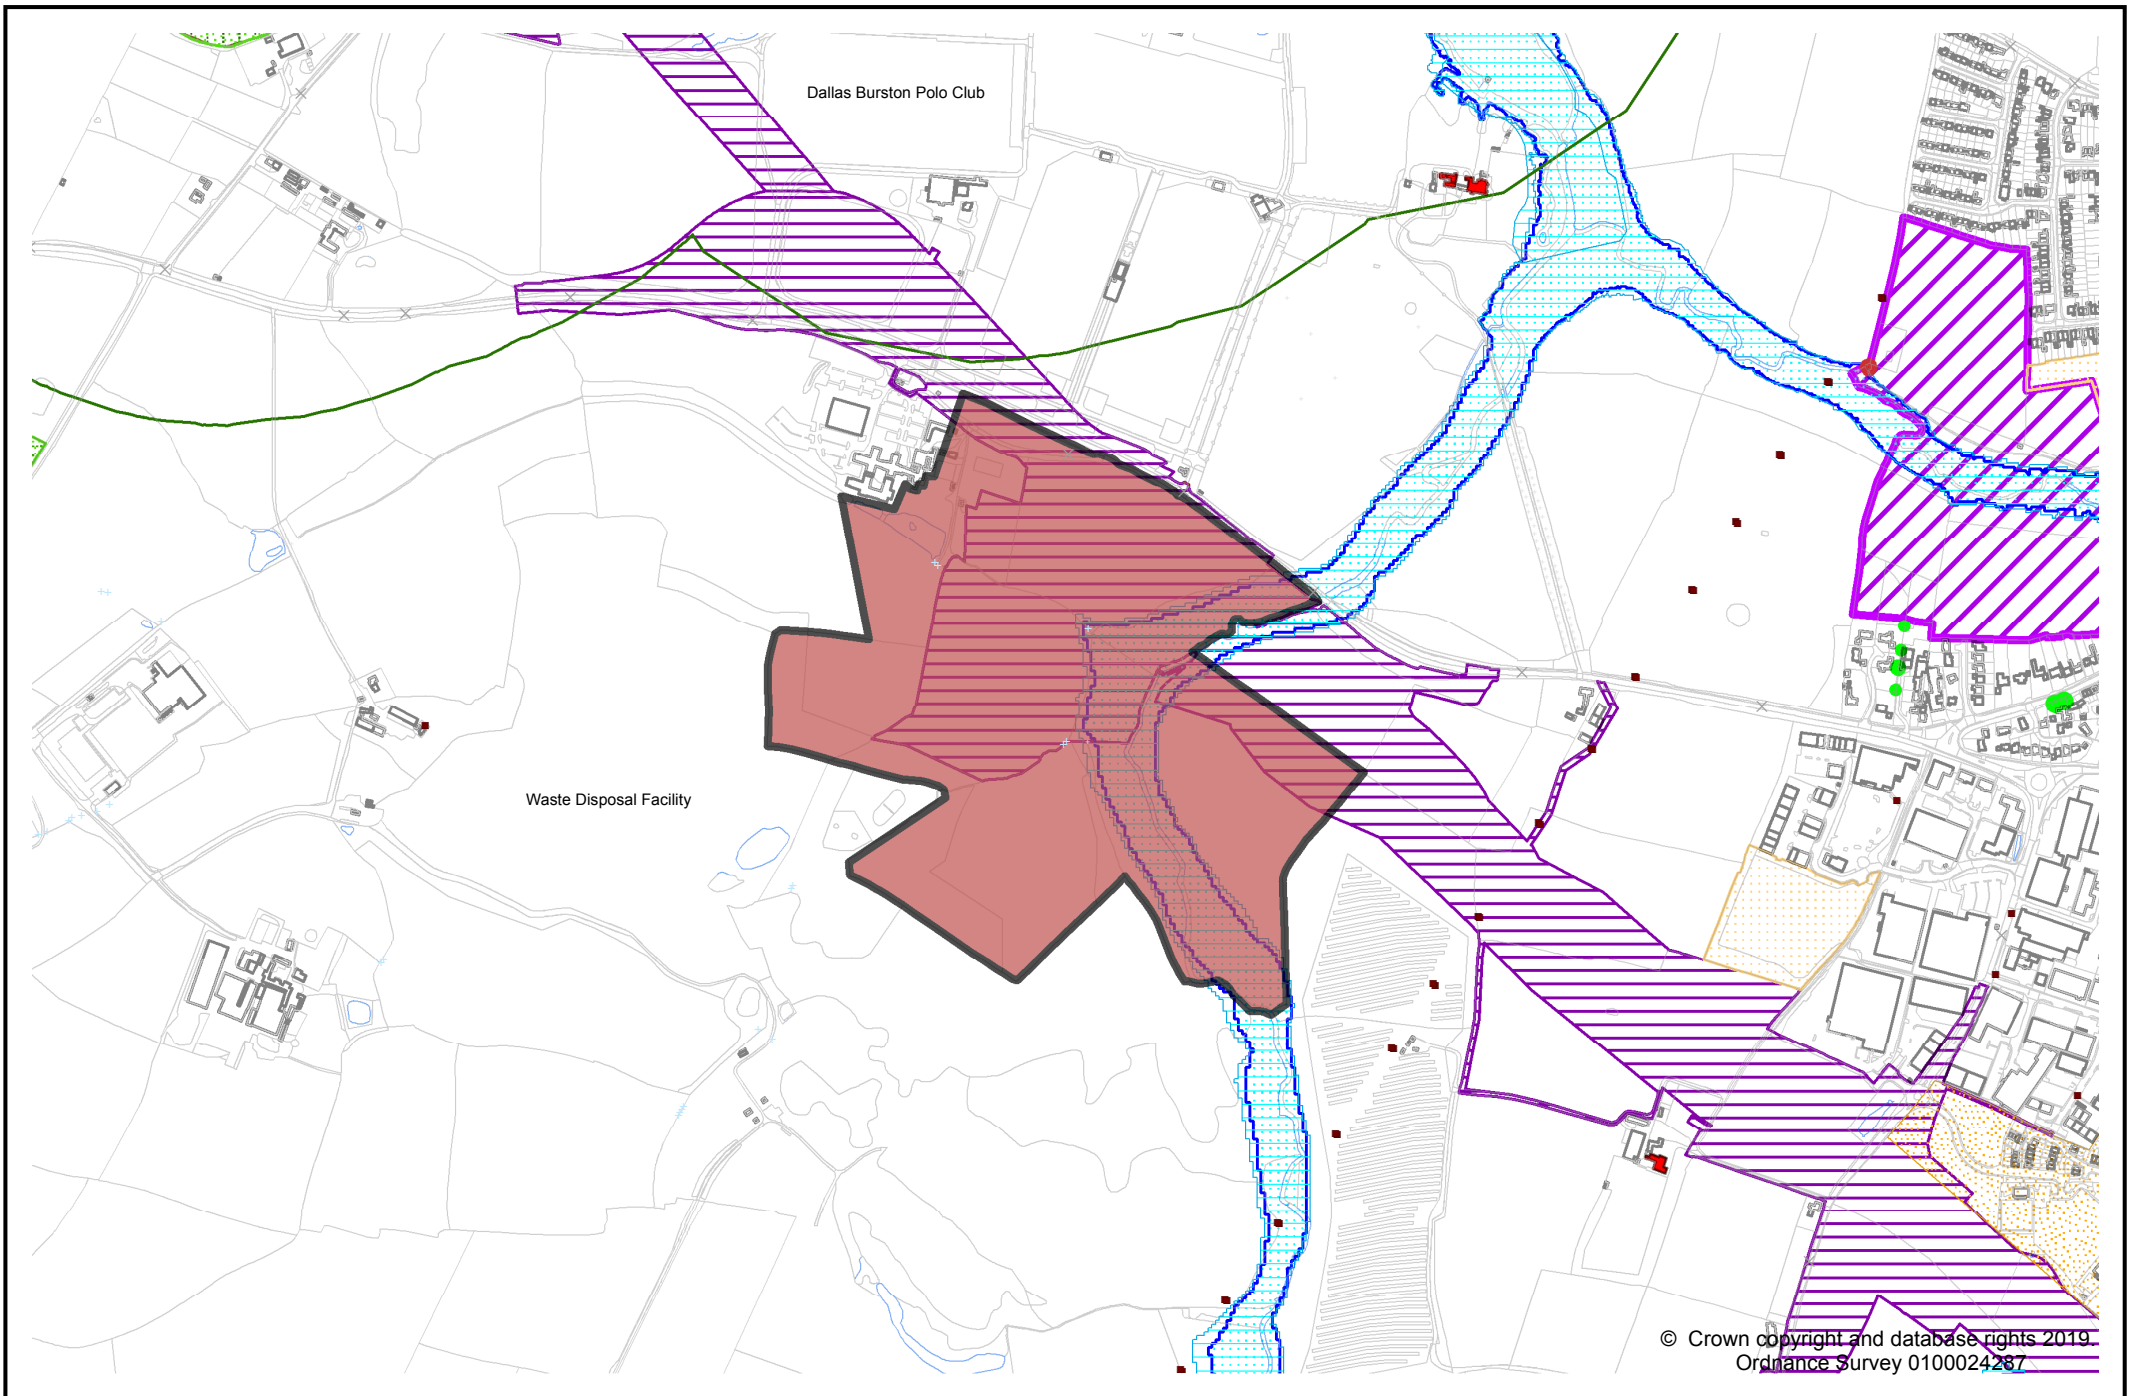 Dallas Burston Polo Club
Waste Disposal Facility
© Crown copyright and database rights 2019.
Ordnance Survey 0100024287